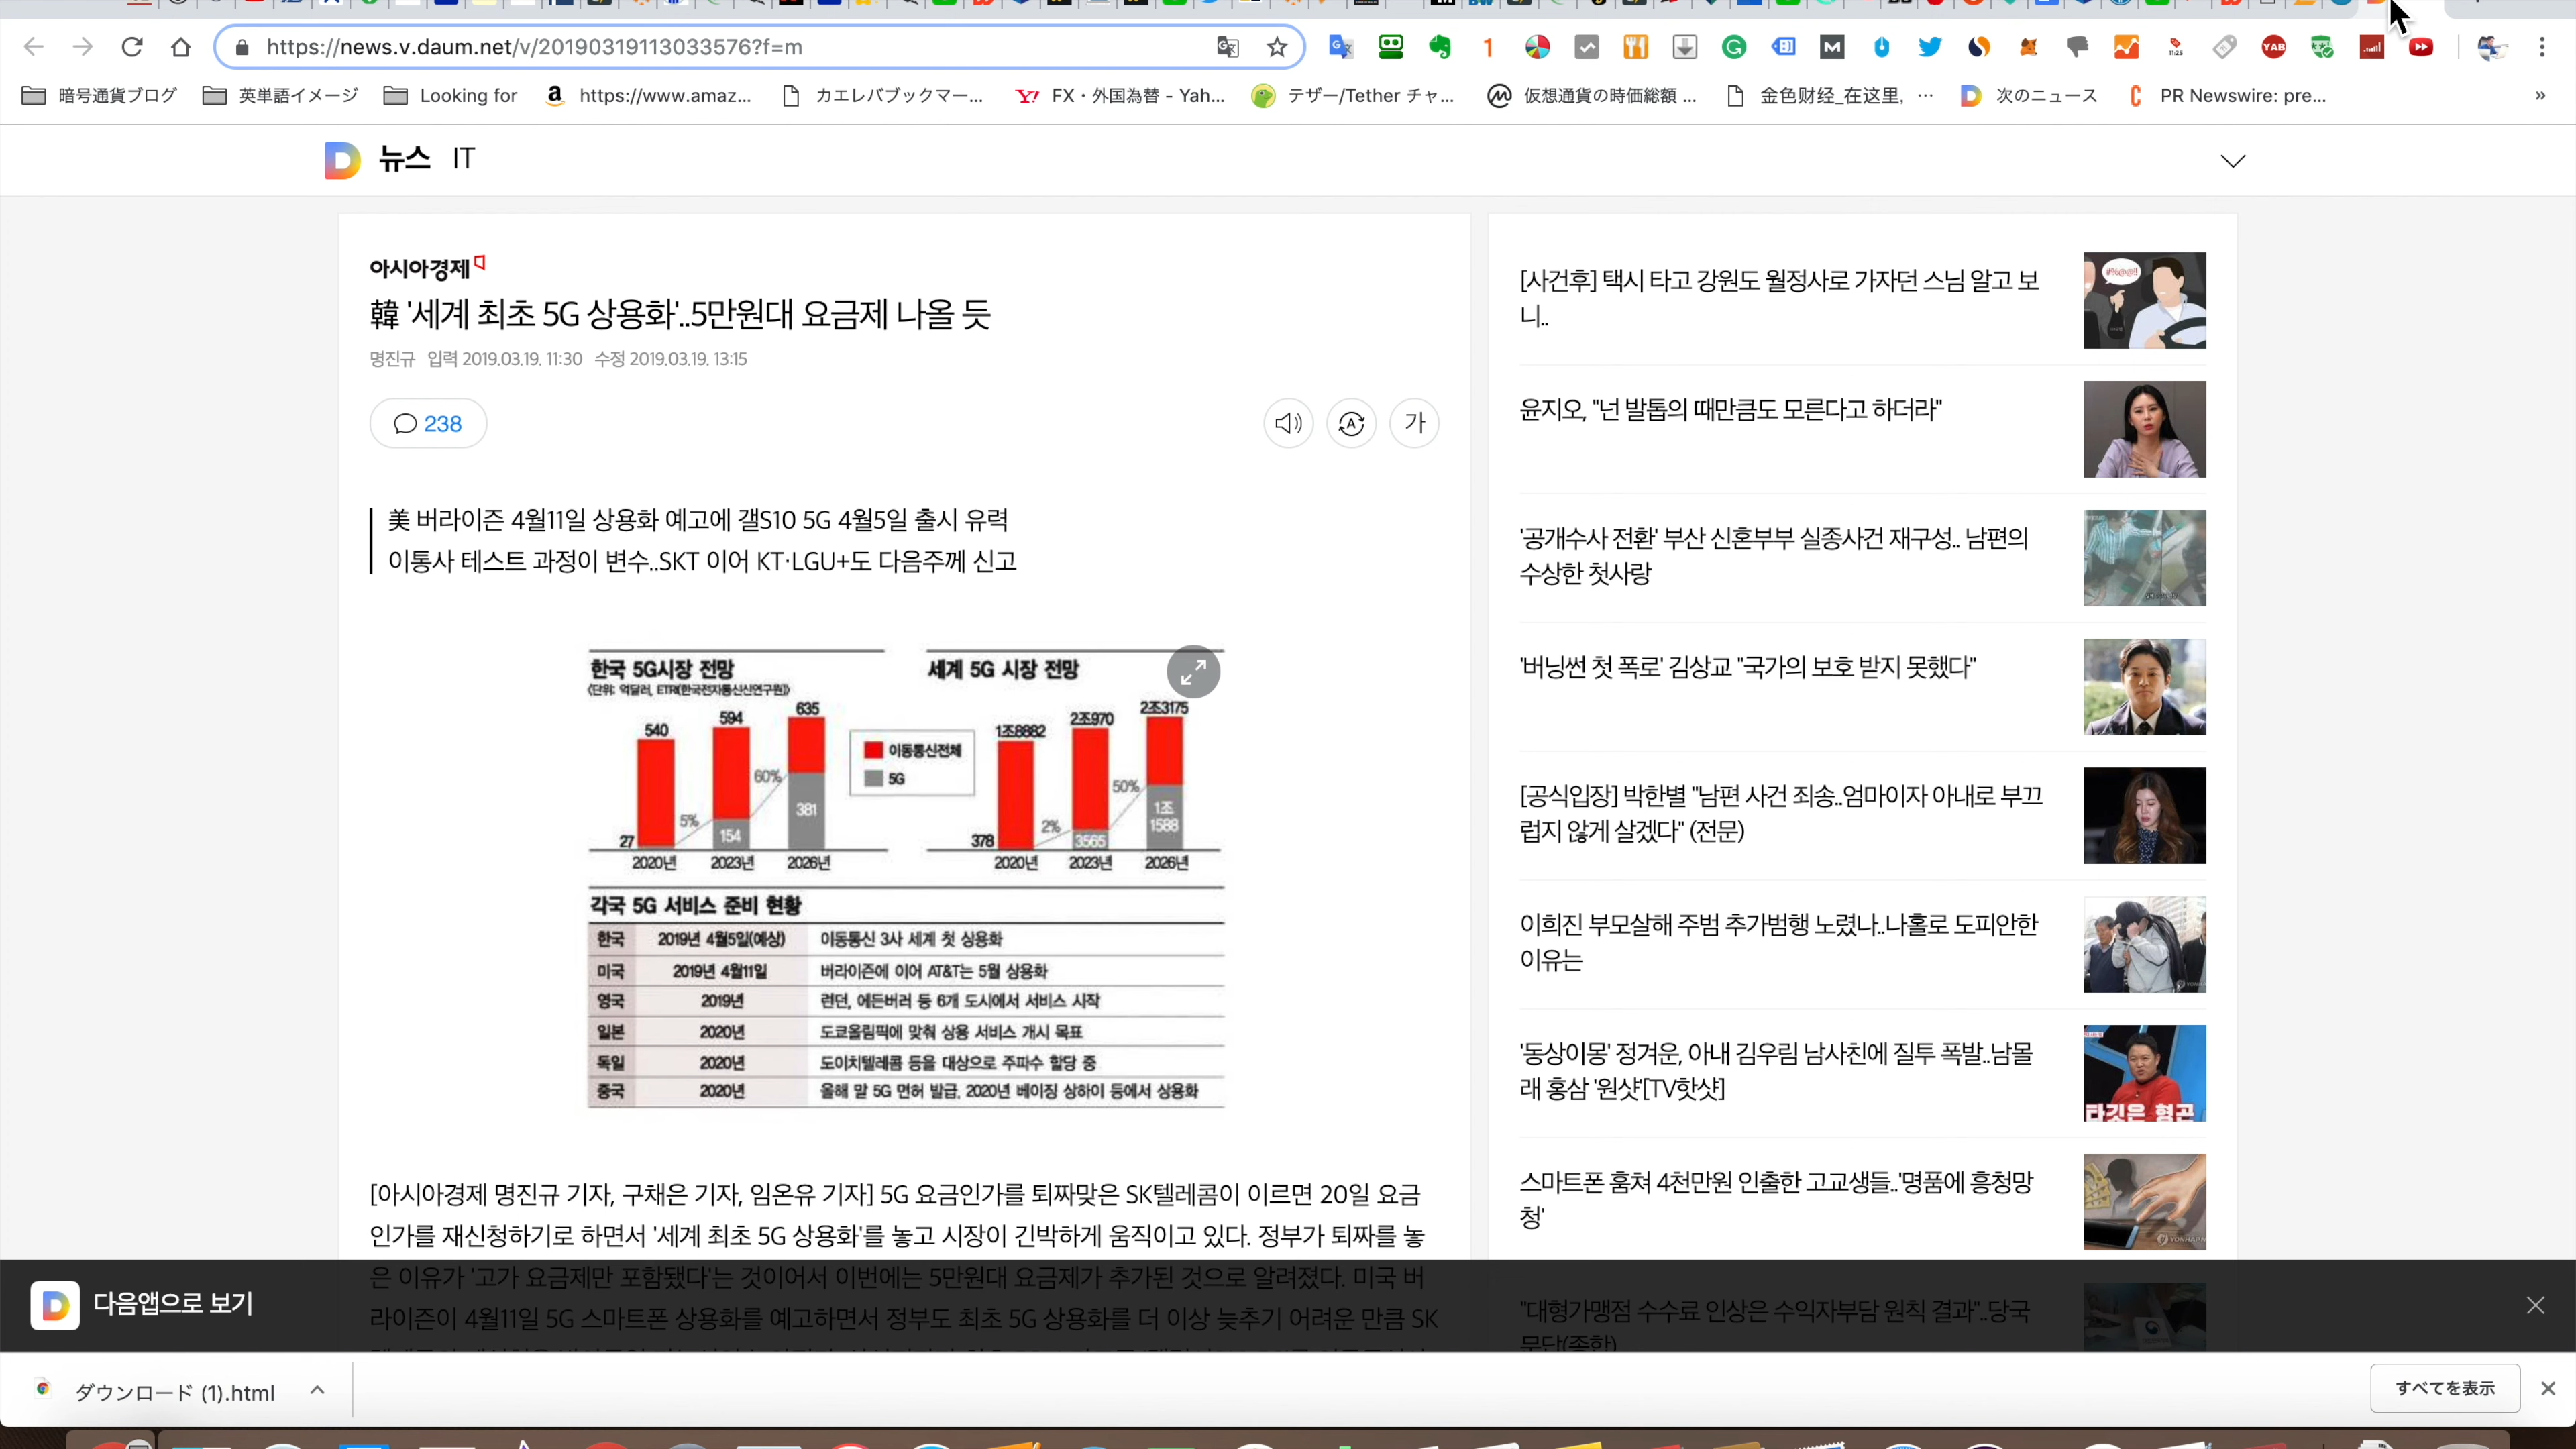 https://news.v.daum.net/v/20190319113033576?f=m
暗号通貨ブログ
英単語イメージ
Looking for
https://www.amaz...
カエレバブックマー...
FX・外国為替 - Yah...
テザー/Tether チャ...
仮想通貨の時価総額 ...
金色财经_在这里, ...
次のニュース
PR Newswire: pre...
»
뉴스 IT
아시아경제
韓 '세계 최초 5G 상용화'..5만원대 요금제 나올 듯
명진규 입력 2019.03.19. 11:30 수정 2019.03.19. 13:15
238
가
美 버라이즌 4월11일 상용화 예고에 갤S10 5G 4월5일 출시 유력
이통사 테스트 과정이 변수..SKT 이어 KT·LGU+도 다음주께 신고
한국 5G시장 전망
(단위: 억달러, ETRI(한국전자통신연구원))
540 594 635
60%
5%
27 154 381
2020년 2023년 2026년
이동통신전체
5G
세계 5G 시장 전망
1조8882 2조970 2조3175
50%
2%
378 3565 1조
1588
2020년 2023년 2026년
각국 5G 서비스 준비 현황
한국 2019년 4월5일(예상) 이동통신 3사 세계 첫 상용화
미국 2019년 4월11일 버라이즌에 이어 AT&T는 5월 상용화
영국 2019년 런던, 에든버러 등 6개 도시에서 서비스 시작
일본 2020년 도쿄올림픽에 맞춰 상용 서비스 개시 목표
독일 2020년 도이치텔레콤 등을 대상으로 주파수 할당 중
중국 2020년 올해 말 5G 면허 발급, 2020년 베이징 상하이 등에서 상용화
[아시아경제 명진규 기자, 구채은 기자, 임온유 기자] 5G 요금인가를 퇴짜맞은 SK텔레콤이 이르면 20일 요금
인가를 재신청하기로 하면서 '세계 최초 5G 상용화'를 놓고 시장이 긴박하게 움직이고 있다. 정부가 퇴짜를 놓
은 이유가 '고가 요금제만 포함됐다'는 것이어서 이번에는 5만원대 요금제가 추가된 것으로 알려졌다. 미국 버
라이즌이 4월11일 5G 스마트폰 상용화를 예고하면서 정부도 최초 5G 상용화를 더 이상 늦추기 어려운 만큼 SK
[사건후] 택시 타고 강원도 월정사로 가자던 스님 알고 보
니..
#%@@!!
윤지오, "넌 발톱의 때만큼도 모른다고 하더라"
'공개수사 전환' 부산 신혼부부 실종사건 재구성.. 남편의
수상한 첫사랑
'버닝썬 첫 폭로' 김상교 "국가의 보호 받지 못했다"
[공식입장] 박한별 "남편 사건 죄송..엄마이자 아내로 부끄
럽지 않게 살겠다" (전문)
이희진 부모살해 주범 추가범행 노렸나..나홀로 도피안한
이유는
'동상이몽' 정겨운, 아내 김우림 남사친에 질투 폭발..남몰
래 홍삼 '원샷'[TV핫샷]
타깃은 형곤
스마트폰 훔쳐 4천만원 인출한 고교생들..'명품에 흥청망
청'
"대형가맹점 수수료 인상은 수익자부담 원칙 결과"..당국
무단(종합)
다음앱으로 보기
ダウンロード (1).html
すべてを表示